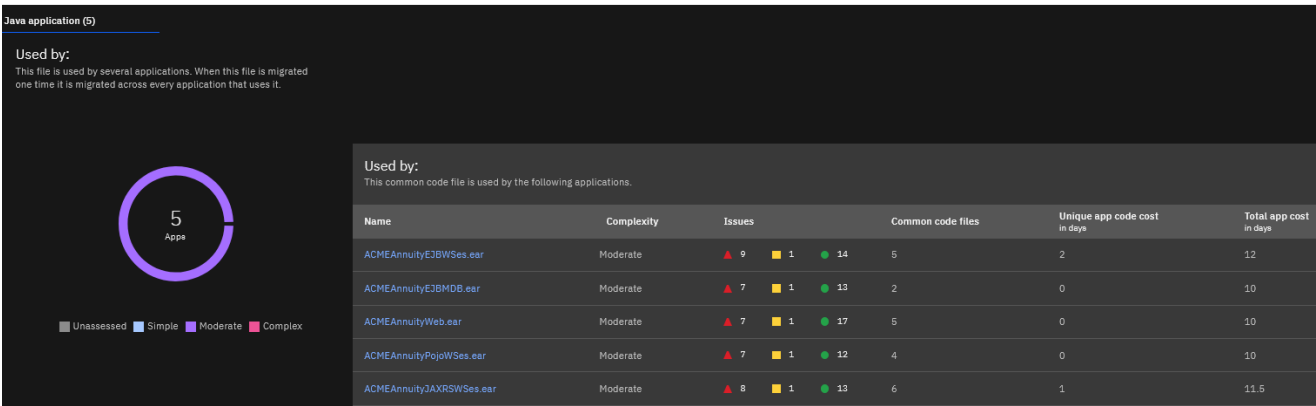 Java application (5)
Used by:
This file is used by several applications. When this file is migrated
one time it is migrated across every application that uses it.
5
Apps
Unassessed Simple Moderate Complex
Used by:
This common code file is used by the following applications.
Name Complexity Issues Common code files Unique app code cost Total app cost
in days in days
ACMEAnnuityEJBWSes.ear Moderate 9 1 14 5 2 12
ACMEAnnuityEJBMDB.ear Moderate 7 1 13 2 0 10
ACMEAnnuityWeb.ear Moderate 7 1 17 5 0 10
ACMEAnnuityPojoWSes.ear Moderate 7 1 12 4 0 10
ACMEAnnuityJAXRSWSes.ear Moderate 8 1 13 6 1 11.5